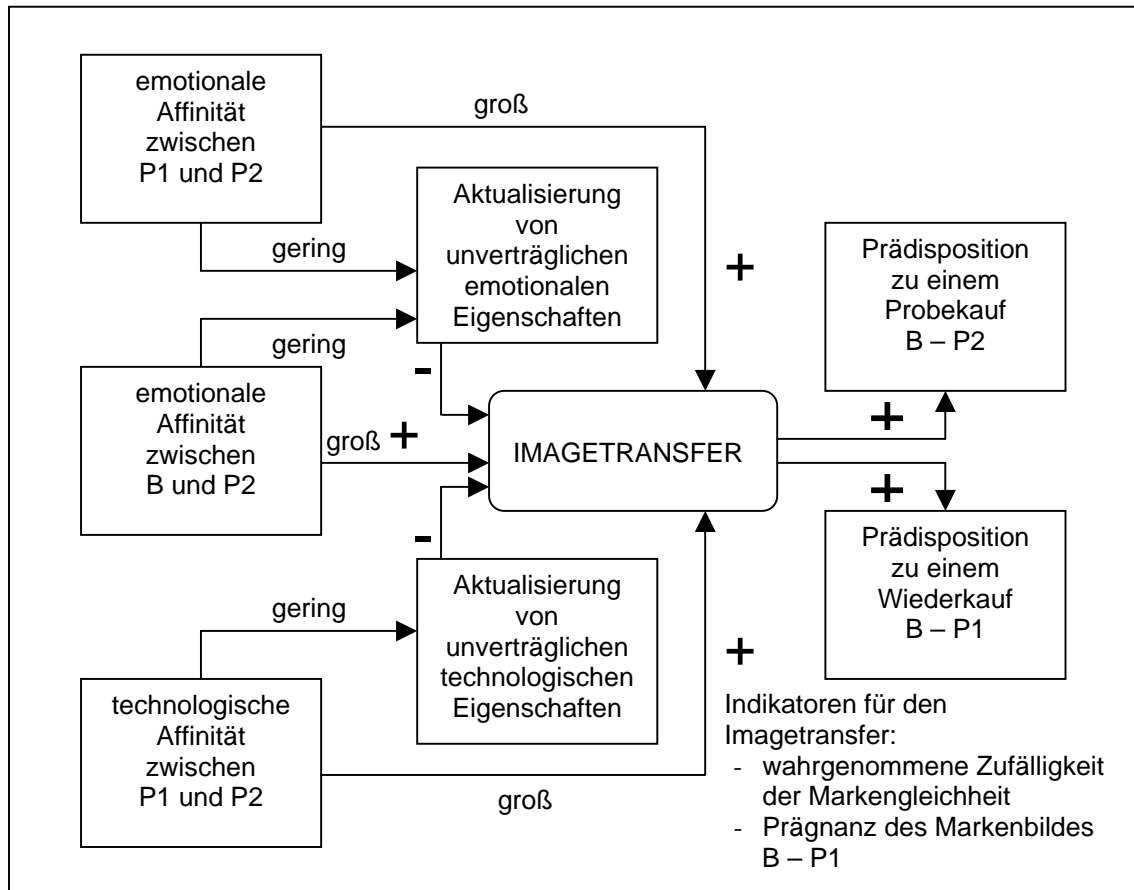 emotionale
Affinität
zwischen
P1 und P2
groß
gering
Aktualisierung
von
unverträglichen
emotionalen
Eigenschaften
+
Prädisposition
zu einem
Probekauf
B – P2
gering
-
emotionale
Affinität
zwischen
B und P2
groß +
IMAGETRANSFER
+
+
-
Aktualisierung
von
unverträglichen
technologischen
Eigenschaften
Prädisposition
zu einem
Wiederkauf
B – P1
gering
+
technologische
Affinität
zwischen
P1 und P2
groß
Indikatoren für den
Imagetransfer:
- wahrgenommene Zufälligkeit
der Markengleichheit
- Prägnanz des Markenbildes
B – P1